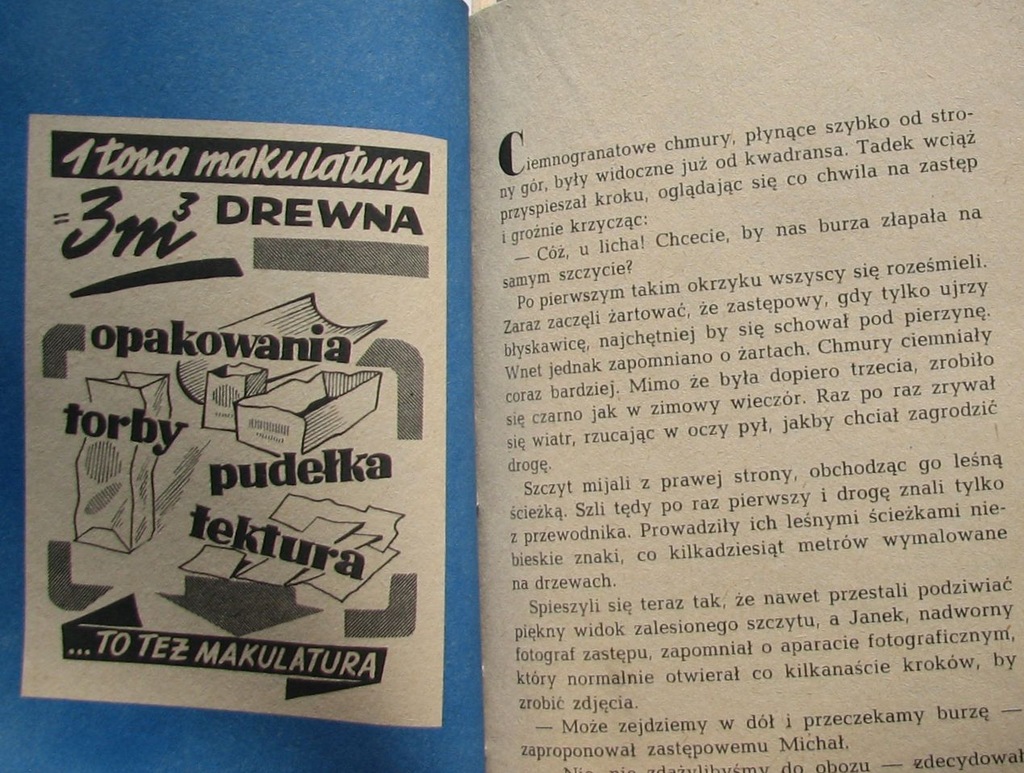 1 tona makulatury
= 3m³ DREWNA
opakowania
torby
pudełka
tektura
...TO TEŻ MAKULATURA
Ciemnogranatowe chmury, płynące szybko od stro-
ny gór, były widoczne już od kwadransa. Tadek wciąż
przyspieszał kroku, oglądając się co chwila na zastęp
i groźnie krzycząc:
— Cóż, u licha! Chcecie, by nas burza złapała na
samym szczycie?
Po pierwszym takim okrzyku wszyscy się roześmieli.
Zaraz zaczęli żartować, że zastępowy, gdy tylko ujrzy
błyskawicę, najchętniej by się schował pod pierzynę.
Wnet jednak zapomniano o żartach. Chmury ciemniały
coraz bardziej. Mimo że była dopiero trzecia, zrobiło
się czarno jak w zimowy wieczór. Raz po raz zrywał
się wiatr, rzucając w oczy pył, jakby chciał zagrodzić
drogę.
Szczyt mijali z prawej strony, obchodząc go leśną
ścieżką. Szli tędy po raz pierwszy i drogę znali tylko
z przewodnika. Prowadziły ich leśnymi ścieżkami nie-
bieskie znaki, co kilkadziesiąt metrów wymalowane
na drzewach.
Spieszyli się teraz tak, że nawet przestali podziwiać
piękny widok zalesionego szczytu, a Janek, nadworny
fotograf zastępu, zapomniał o aparacie fotograficznym,
który normalnie otwierał co kilkanaście kroków, by
zrobić zdjęcia.
— Może zejdziemy w dół i przeczekamy burzę —
zaproponował zastępowemu Michał.
— Nie, nie zdążylibyśmy do obozu — zdecydował